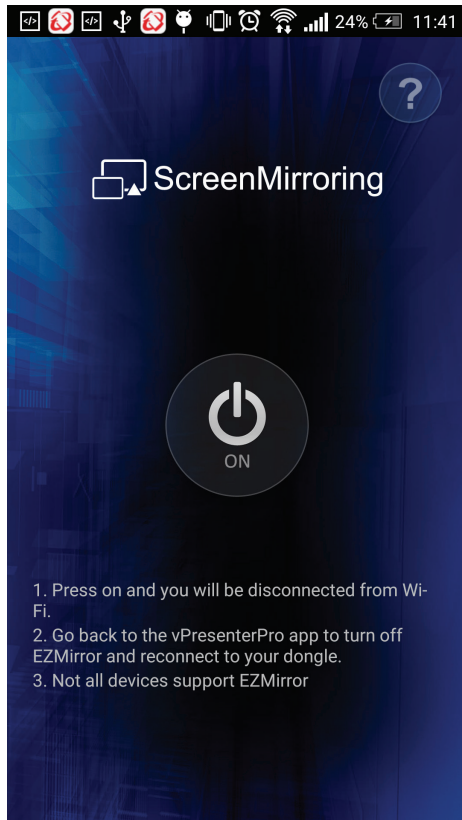 24% 11:41
?
ScreenMirroring
ON
1. Press on and you will be disconnected from Wi-
Fi.
2. Go back to the vPresenterPro app to turn off
EZMirror and reconnect to your dongle.
3. Not all devices support EZMirror